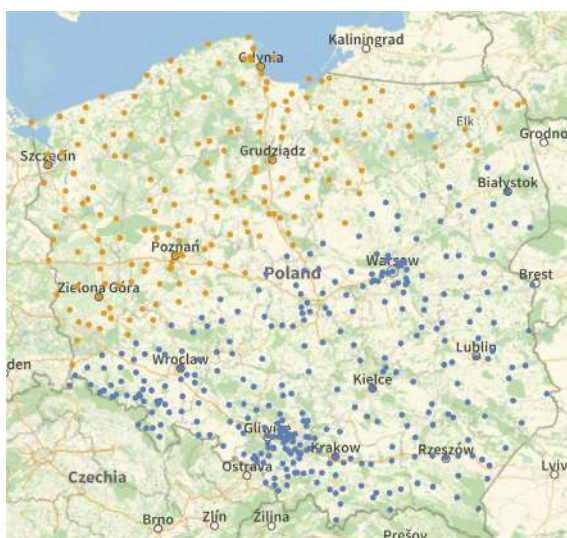 Kaliningrad
Gdynia
Ełk
Grodno
Szczecin
Grudziądz
Białystok
Poznań
Warsaw
Poland
Brest
Zielona Góra
Lublin
den
Wrocław
Kielce
Gliwice
Krakow
Rzeszów
Ostrava
Czechia
Lviv
Brno
Zlín
Žilina
Prešov